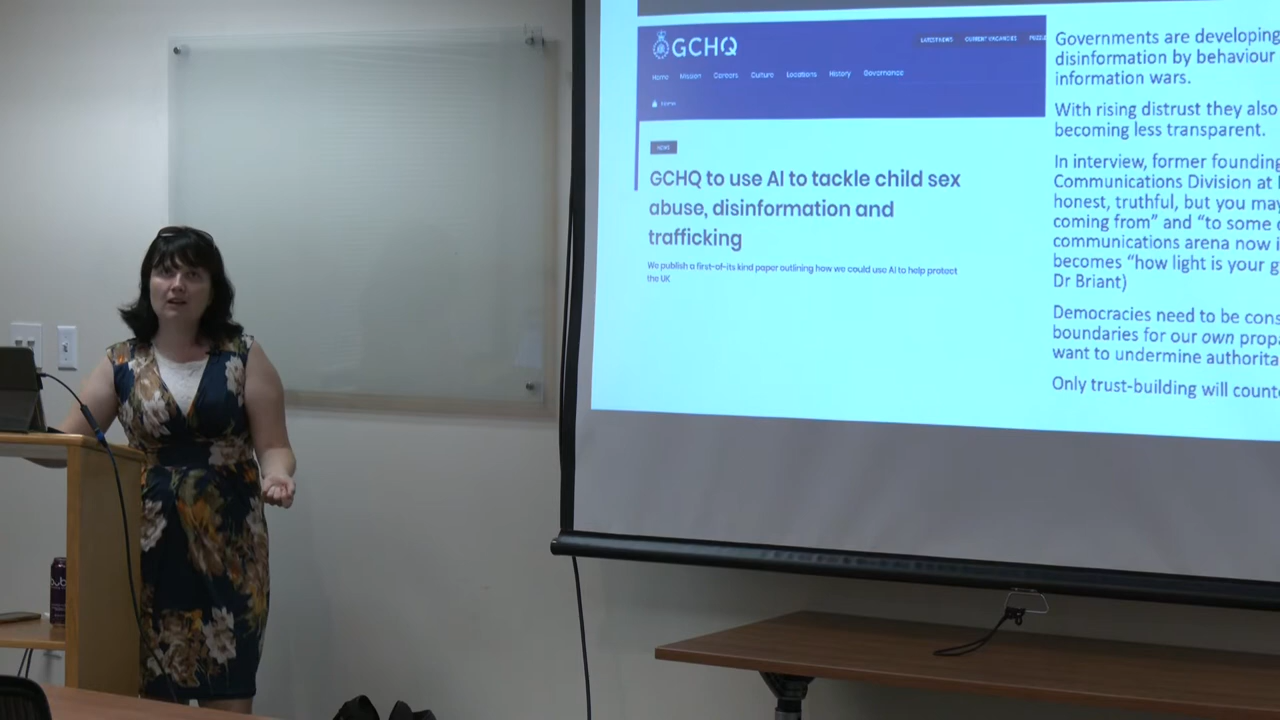 GCHQ
LATEST NEWS CURRENT VACANCIES
Home Mission Careers Culture Locations History Governance
Home
NEWS
GCHQ to use AI to tackle child sex
abuse, disinformation and
trafficking
We publish a first-of-its kind paper outlining how we could use AI to help protect
the UK
Governments are developing
disinformation by behaviour
information wars.
With rising distrust they also
becoming less transparent.
In interview, former founding
Communications Division at
honest, truthful, but you may
coming from" and "to some
communications arena now
becomes "how light is your
Dr Briant)
Democracies need to be
boundaries for our own
want to undermine
Only trust-building will